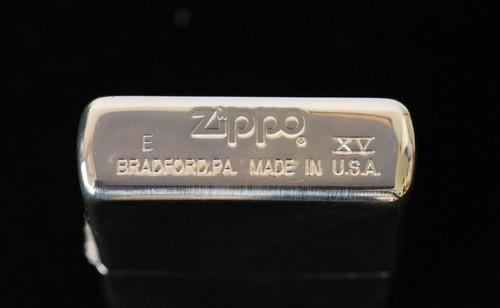 Zippo®
E XV
BRADFORD.PA. MADE IN U.S.A.